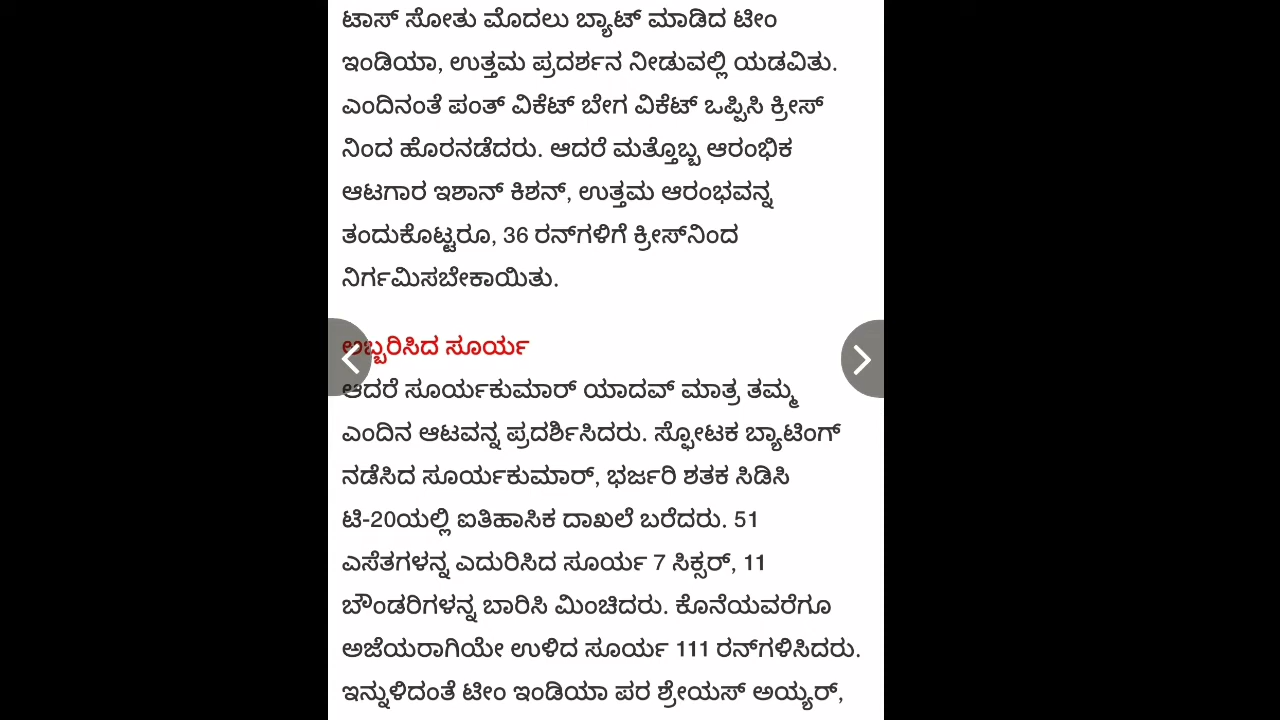 ಟಾಸ್ ಸೋತು ಮೊದಲು ಬ್ಯಾಟ್ ಮಾಡಿದ ಟೀಂ
ಇಂಡಿಯಾ, ಉತ್ತಮ ಪ್ರದರ್ಶನ ನೀಡುವಲ್ಲಿ ಯಡವಿತು.
ಎಂದಿನಂತೆ ಪಂತ್ ವಿಕೆಟ್ ಬೇಗ ವಿಕೆಟ್ ಒಪ್ಪಿಸಿ ಕ್ರೀಸ್
ನಿಂದ ಹೊರನಡೆದರು. ಆದರೆ ಮತ್ತೊಬ್ಬ ಆರಂಭಿಕ
ಆಟಗಾರ ಇಶಾನ್ ಕಿಶನ್, ಉತ್ತಮ ಆರಂಭವನ್ನ
ತಂದುಕೊಟ್ಟರೂ, 36 ರನ್‌ಗಳಿಗೆ ಕ್ರೀಸ್‌ನಿಂದ
ನಿರ್ಗಮಿಸಬೇಕಾಯಿತು.
ಅಬ್ಬರಿಸಿದ ಸೂರ್ಯ
ಆದರೆ ಸೂರ್ಯಕುಮಾರ್ ಯಾದವ್ ಮಾತ್ರ ತಮ್ಮ
ಎಂದಿನ ಆಟವನ್ನ ಪ್ರದರ್ಶಿಸಿದರು. ಸ್ಫೋಟಕ ಬ್ಯಾಟಿಂಗ್
ನಡೆಸಿದ ಸೂರ್ಯಕುಮಾರ್, ಭರ್ಜರಿ ಶತಕ ಸಿಡಿಸಿ
ಟಿ-20ಯಲ್ಲಿ ಐತಿಹಾಸಿಕ ದಾಖಲೆ ಬರೆದರು. 51
ಎಸೆತಗಳನ್ನ ಎದುರಿಸಿದ ಸೂರ್ಯ 7 ಸಿಕ್ಸರ್, 11
ಬೌಂಡರಿಗಳನ್ನ ಬಾರಿಸಿ ಮಿಂಚಿದರು. ಕೊನೆಯವರೆಗೂ
ಅಜೆಯರಾಗಿಯೇ ಉಳಿದ ಸೂರ್ಯ 111 ರನ್‌ಗಳಿಸಿದರು.
ಇನ್ನುಳಿದಂತೆ ಟೀಂ ಇಂಡಿಯಾ ಪರ ಶ್ರೇಯಸ್ ಅಯ್ಯರ್,